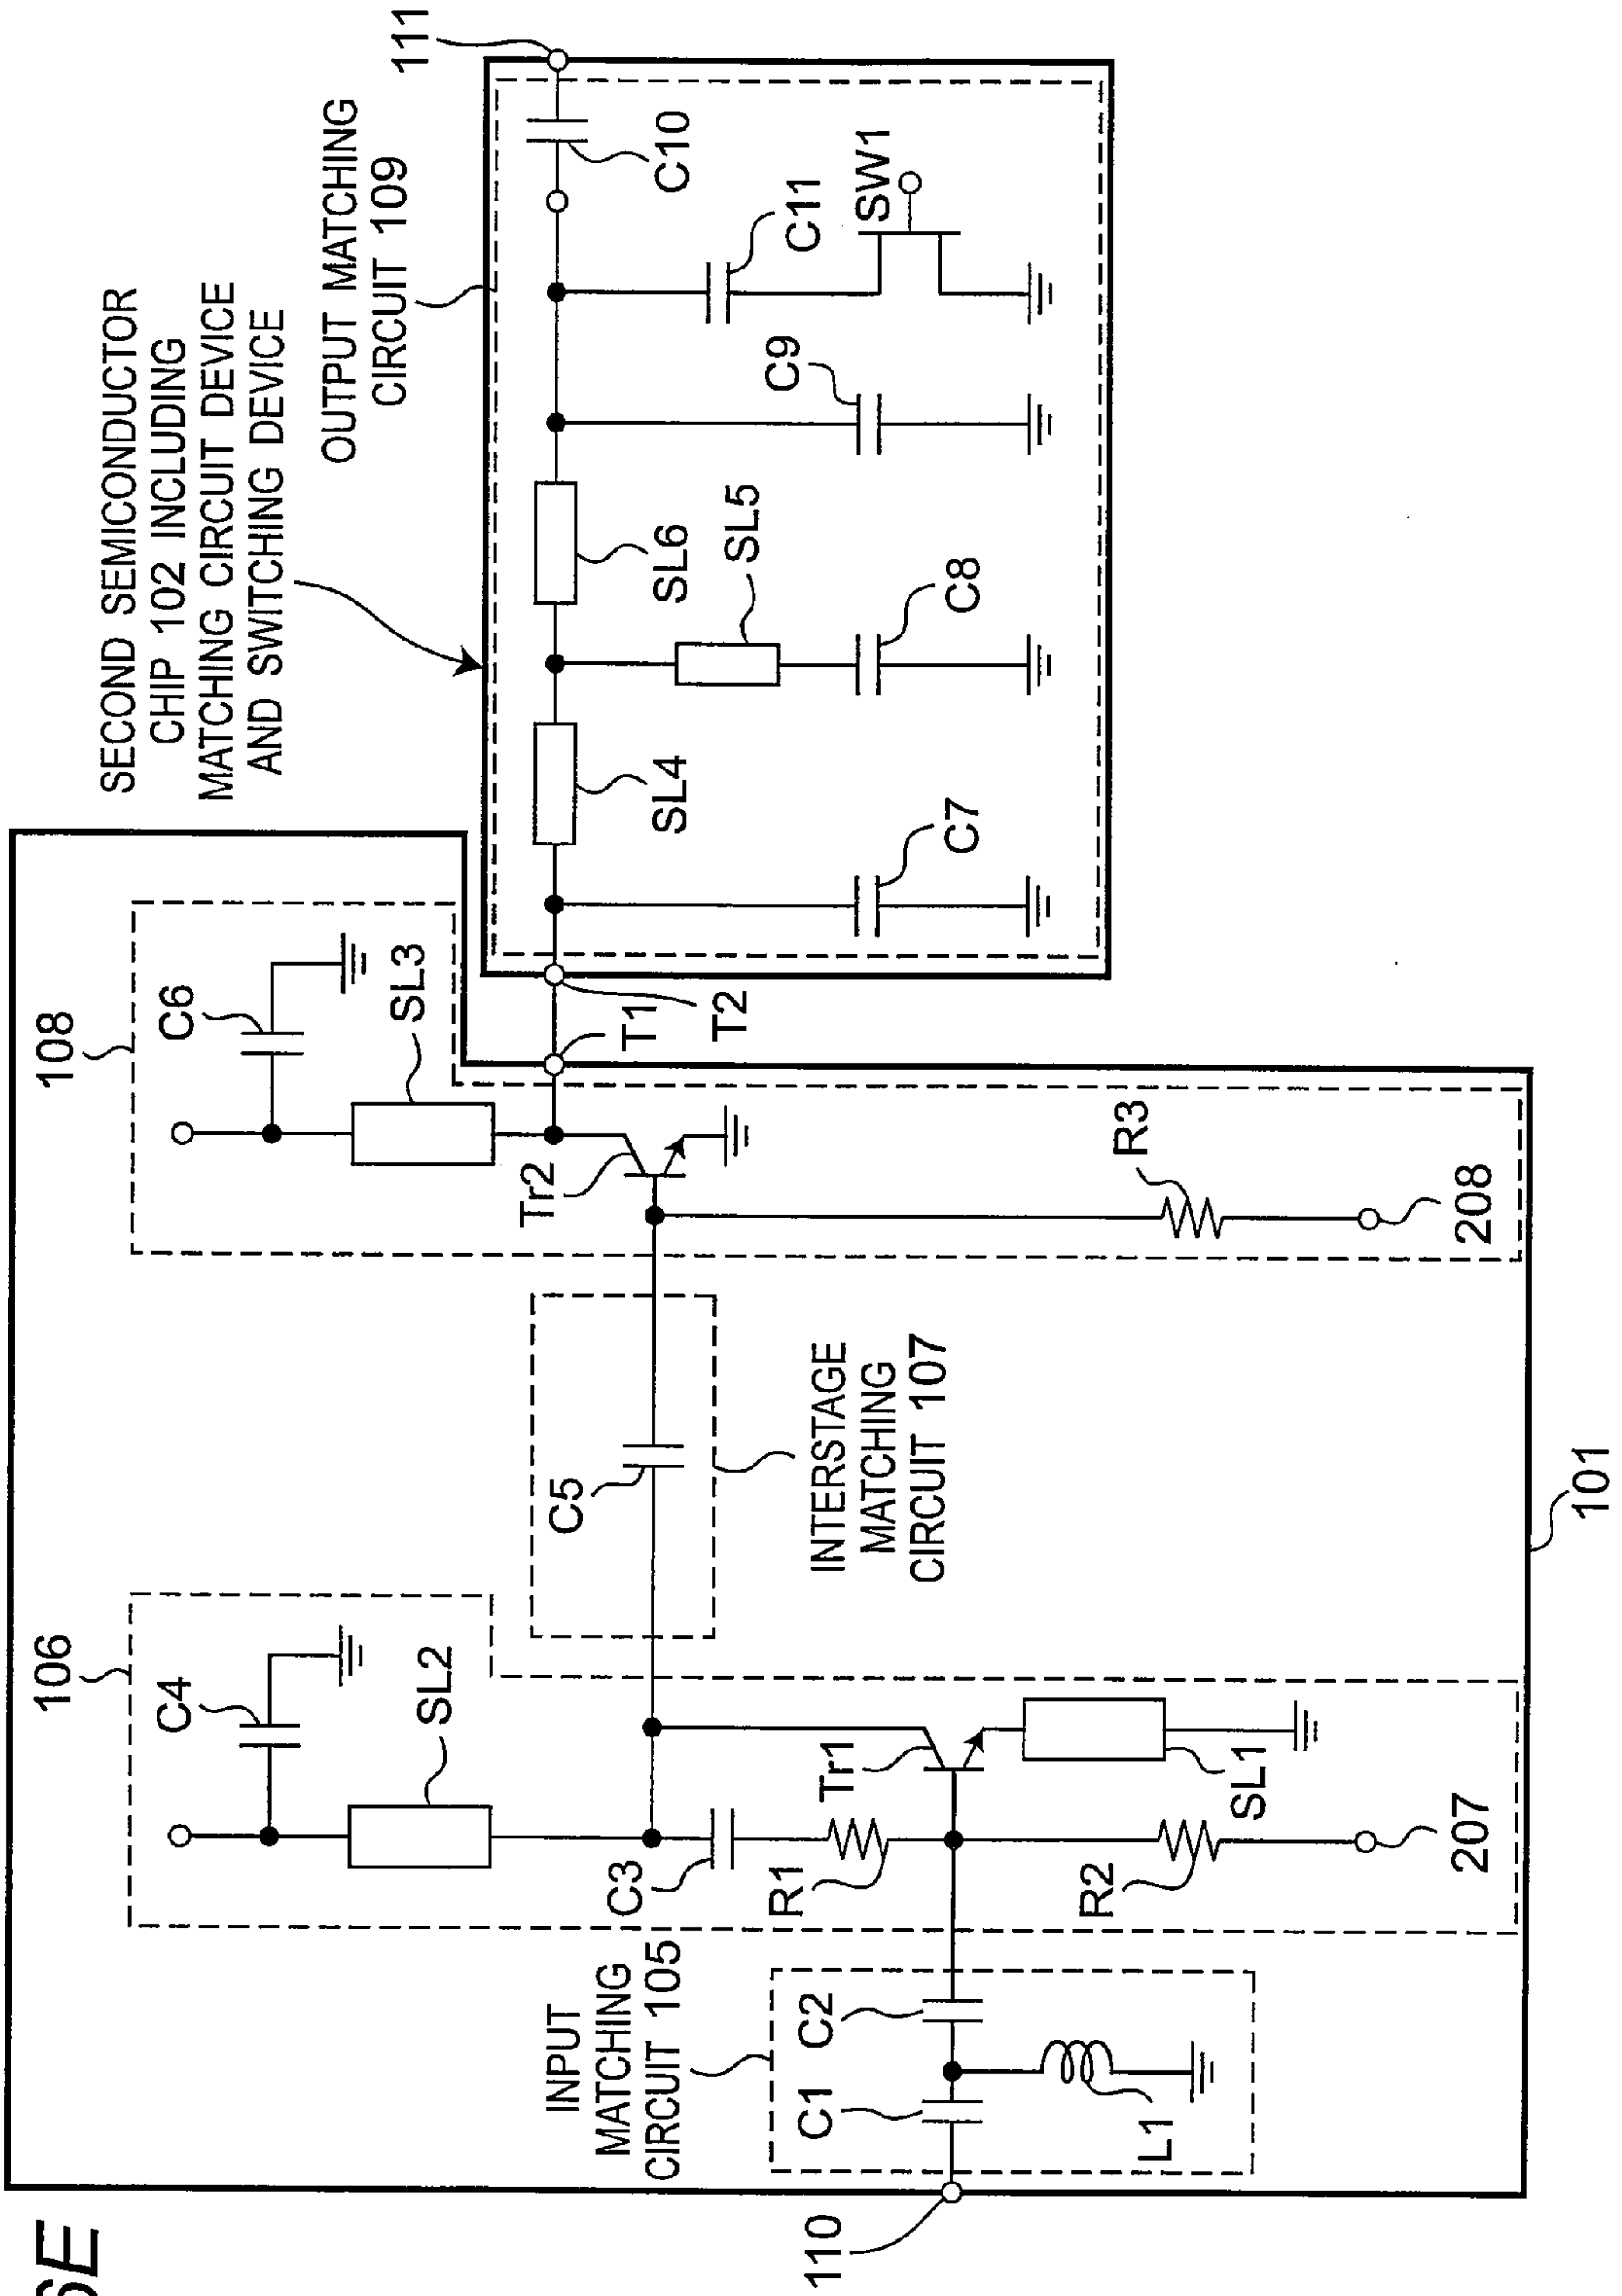 6E
SECOND SEMICONDUCTOR
CHIP 102 INCLUDING
MATCHING CIRCUIT DEVICE
AND SWITCHING DEVICE
OUTPUT MATCHING
CIRCUIT 109
111
106
C4
SL2
108
C6
SL3
C10
C11
SW1
C9
SL6
SL5
C8
SL4
C7
T1
T2
Tr2
R3
208
C5
INTERSTAGE
MATCHING
CIRCUIT 107
C3
R1
Tr1
SL1
R2
207
INPUT
MATCHING
CIRCUIT 105
C1
C2
L1
110
101